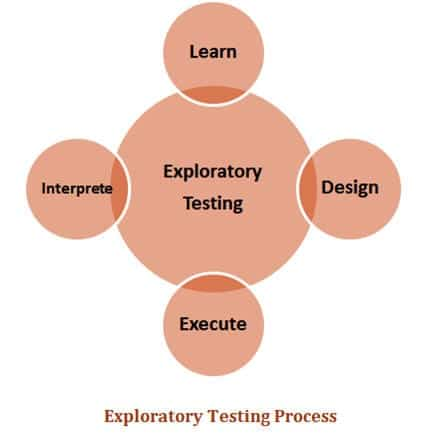 Learn
Exploratory
Testing
Interprete
Design
Execute
Exploratory Testing Process